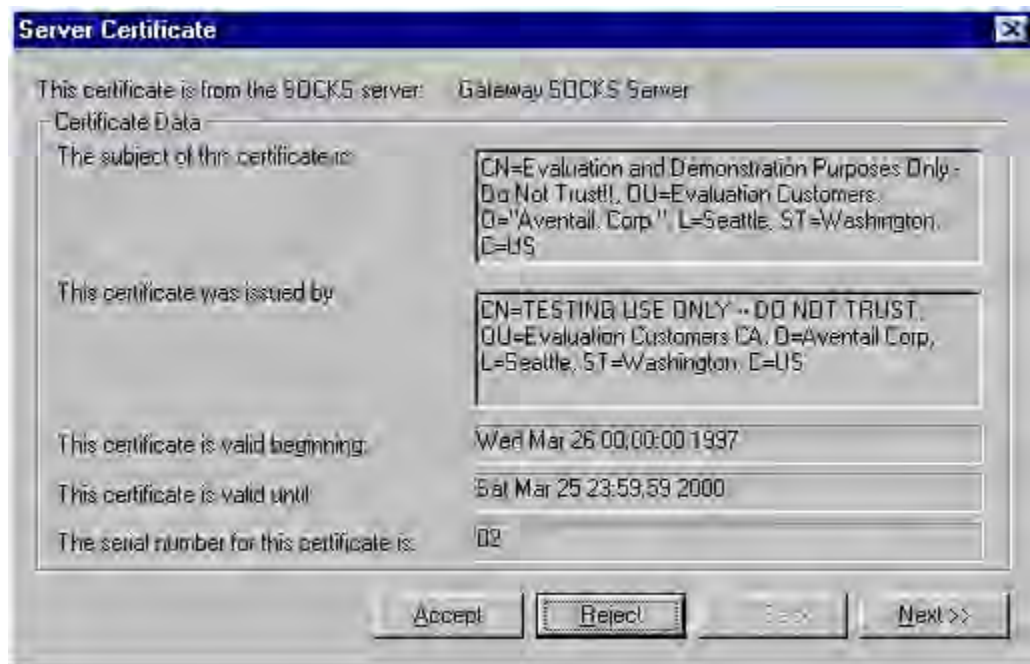 Server Certificate
This certificate is from the SOCKS server: Gateway SOCKS Server
Certificate Data
The subject of this certificate is:
CN=Evaluation and Demonstration Purposes Only -
Do Not Trust!!, OU=Evaluation Customers,
O="Aventail, Corp.", L=Seattle, ST=Washington,
C=US
This certificate was issued by
CN=TESTING USE ONLY -- DO NOT TRUST,
OU=Evaluation Customers CA, O=Aventail Corp,
L=Seattle, ST=Washington, C=US
This certificate is valid beginning: Wed Mar 26 00:00:00 1997
This certificate is valid until Sat Mar 25 23:59:59 2000
The serial number for this certificate is: 02
Accept Reject Next >>